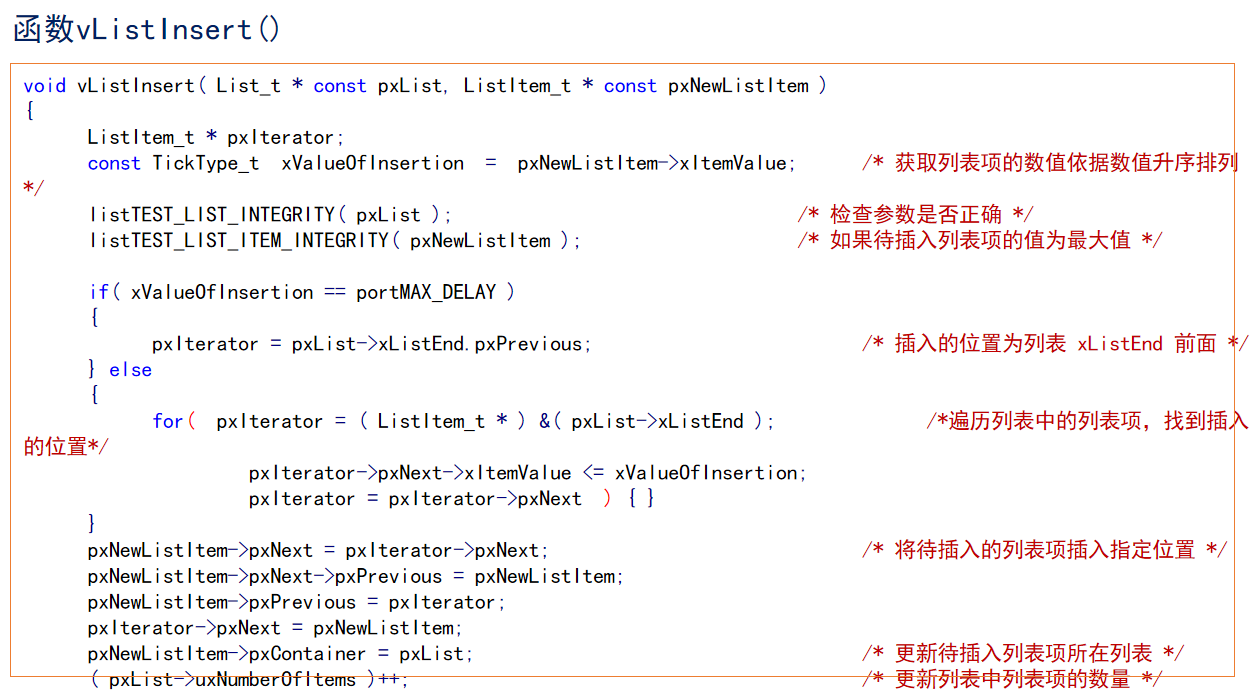 函数vListInsert()
void vListInsert( List_t * const pxList, ListItem_t * const pxNewListItem )
{
ListItem_t * pxIterator;
const TickType_t xValueOfInsertion = pxNewListItem->xItemValue; /* 获取列表项的数值依据数值升序排列
*/
listTEST_LIST_INTEGRITY( pxList ); /* 检查参数是否正确 */
listTEST_LIST_ITEM_INTEGRITY( pxNewListItem ); /* 如果待插入列表项的值为最大值 */
if( xValueOfInsertion == portMAX_DELAY )
{
pxIterator = pxList->xListEnd.pxPrevious; /* 插入的位置为列表 xListEnd 前面 */
} else
{
for( pxIterator = ( ListItem_t * ) &( pxList->xListEnd ); /*遍历列表中的列表项，找到插入
的位置*/
pxIterator->pxNext->xItemValue <= xValueOfInsertion;
pxIterator = pxIterator->pxNext ) { }
}
pxNewListItem->pxNext = pxIterator->pxNext; /* 将待插入的列表项插入指定位置 */
pxNewListItem->pxNext->pxPrevious = pxNewListItem;
pxNewListItem->pxPrevious = pxIterator;
pxIterator->pxNext = pxNewListItem;
pxNewListItem->pxContainer = pxList; /* 更新待插入列表项所在列表 */
( pxList->uxNumberOfItems )++; /* 更新列表中列表项的数量 */